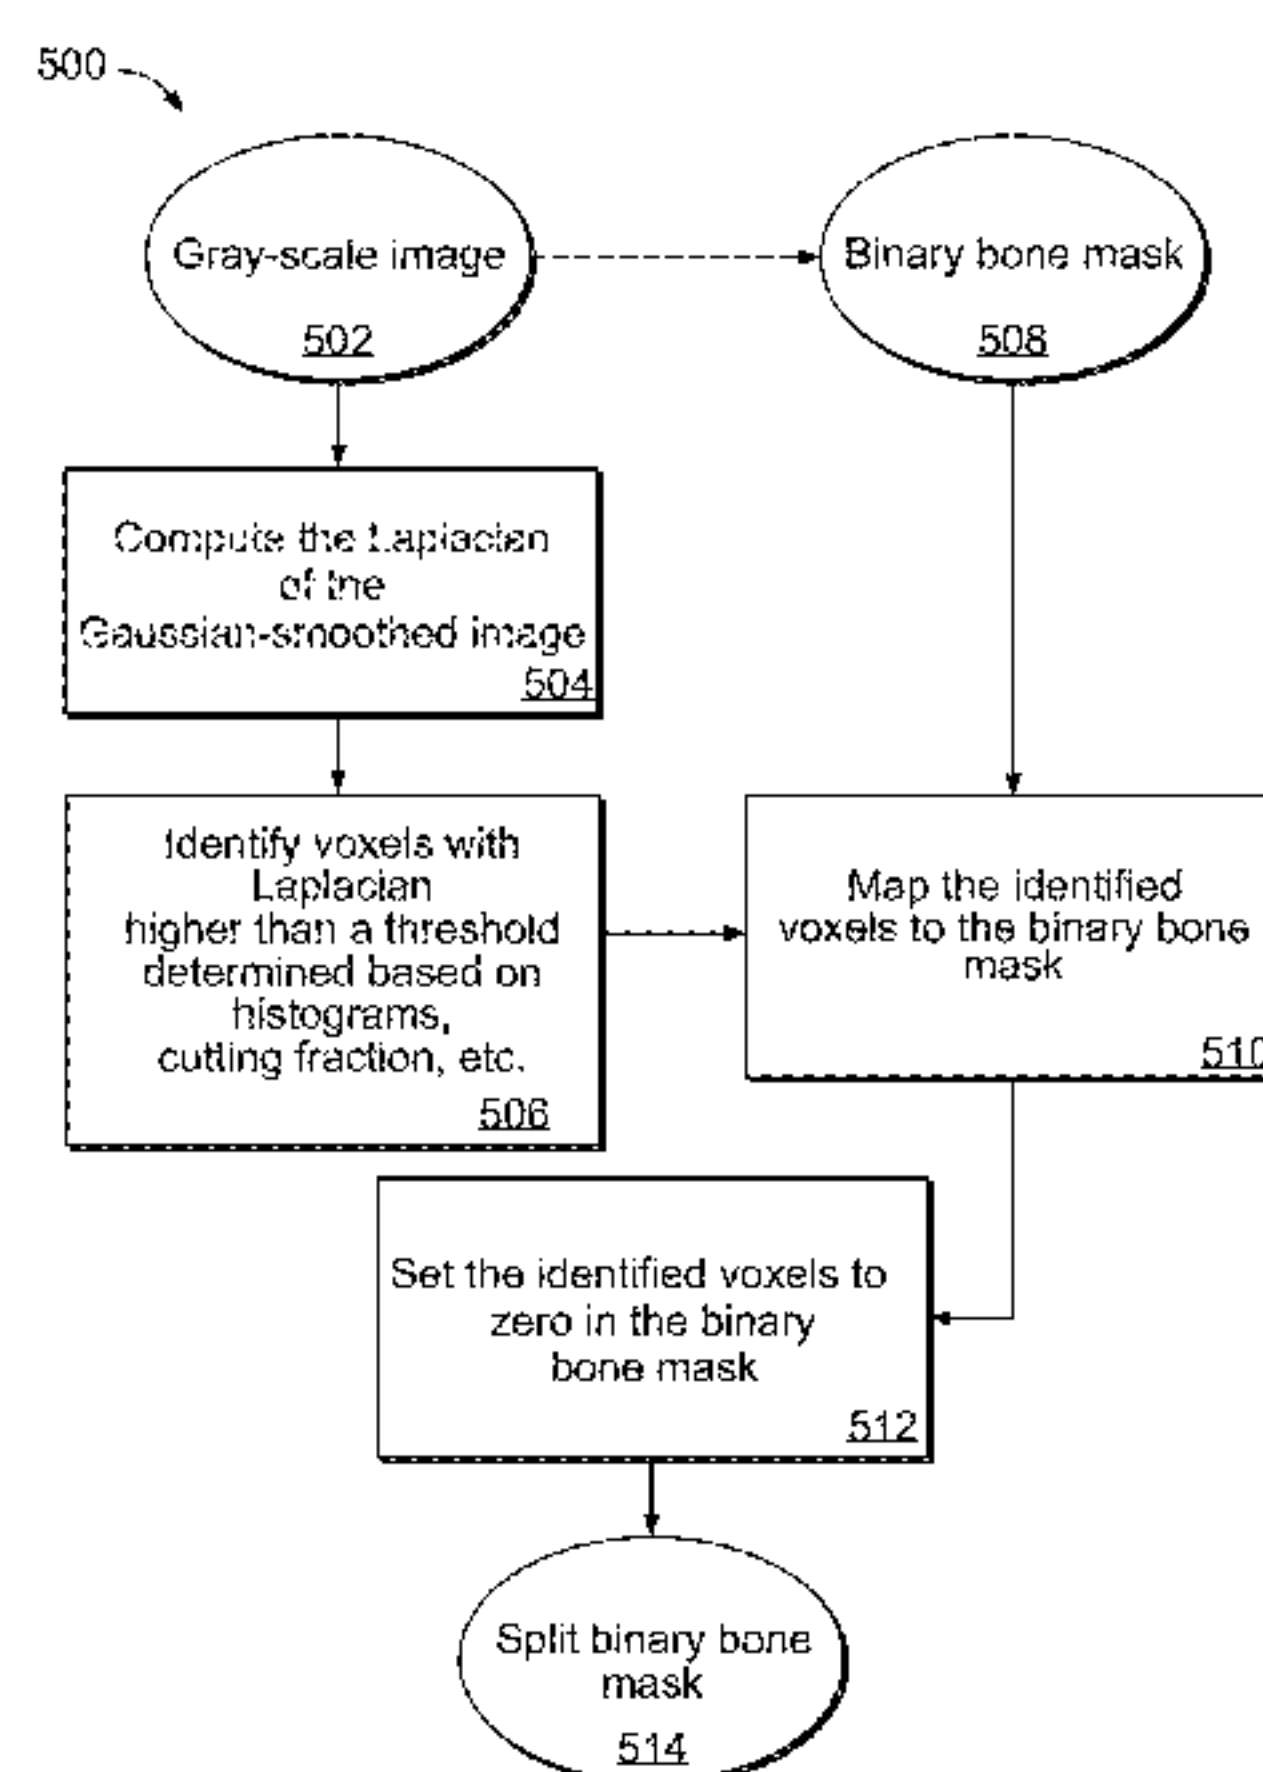 500
Gray-scale image
502
Binary bone mask
508
Compute the Laplacian
of the
Gaussian-smoothed image
504
Identify voxels with
Laplacian
higher than a threshold
determined based on
histograms,
cutting fraction, etc.
506
Map the identified
voxels to the binary bone
mask
510
Set the identified voxels to
zero in the binary
bone mask
512
Split binary bone
mask
514